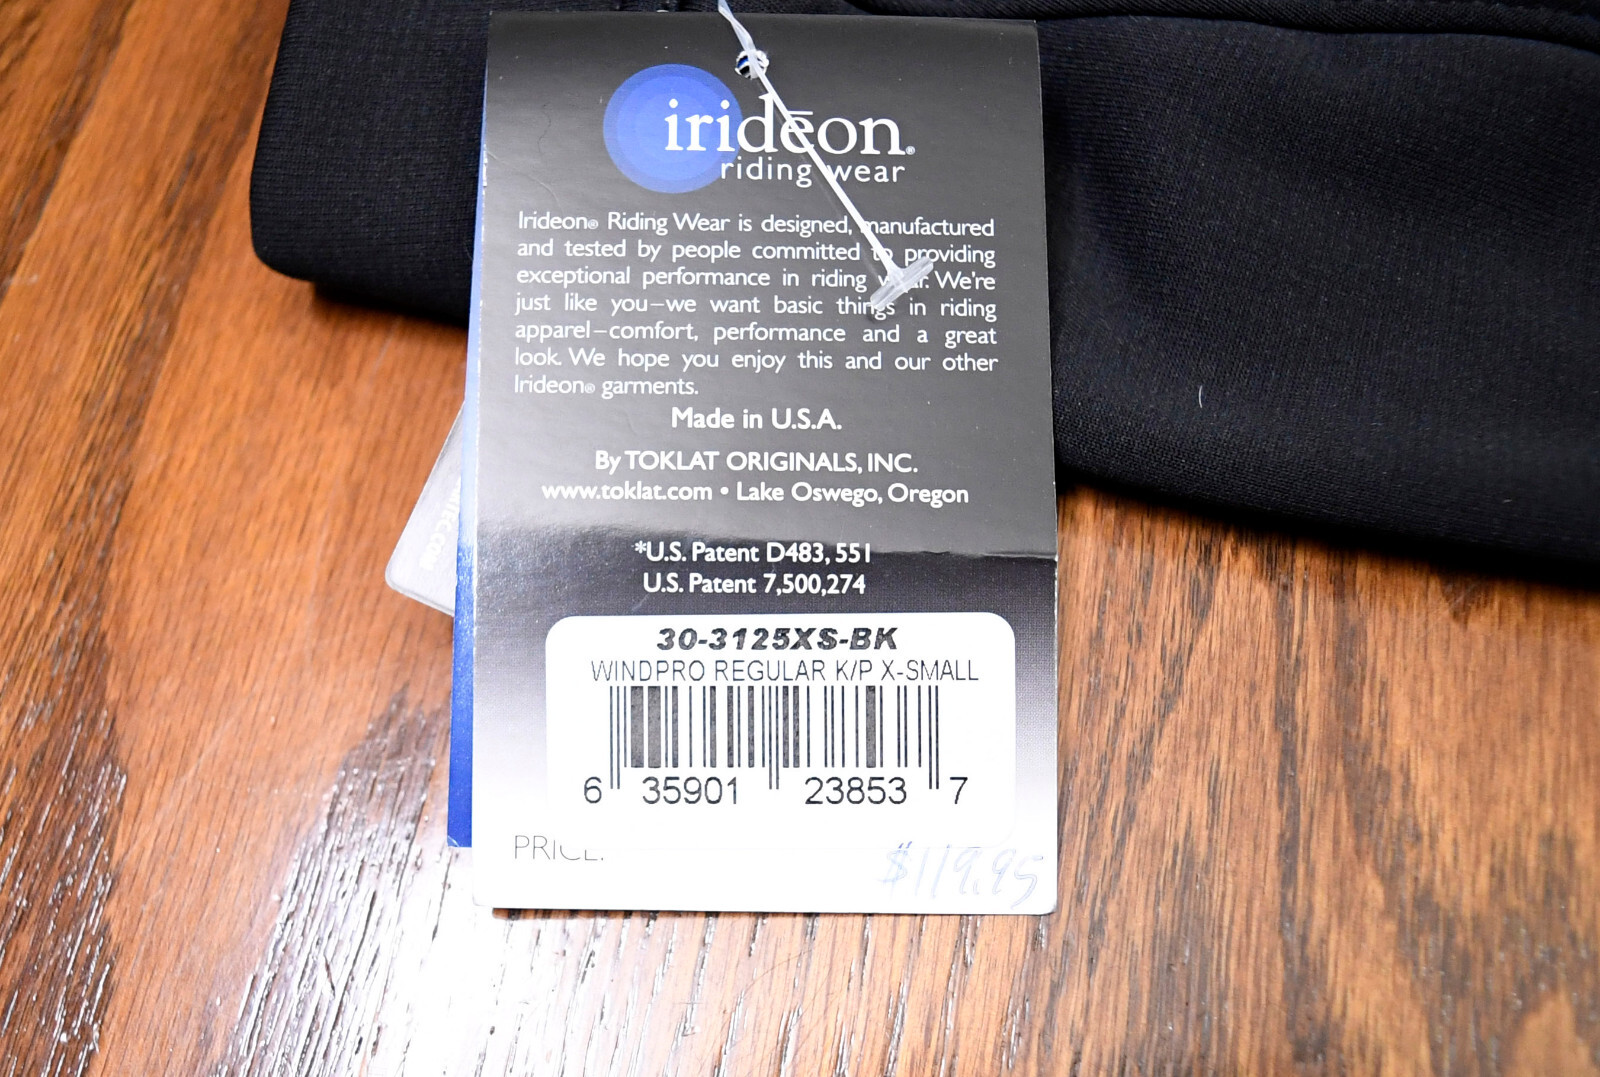 iridēon®
riding wear
Irideon® Riding Wear is designed, manufactured
and tested by people committed to providing
exceptional performance in riding wear. We're
just like you—we want basic things in riding
apparel—comfort, performance and a great
look. We hope you enjoy this and our other
Irideon® garments.
Made in U.S.A.
By TOKLAT ORIGINALS, INC.
www.toklat.com • Lake Oswego, Oregon
*U.S. Patent D483, 551
U.S. Patent 7,500,274
30-3125XS-BK
WINDPRO REGULAR K/P X-SMALL
6 35901 23853 7
PRICE:
$119.95